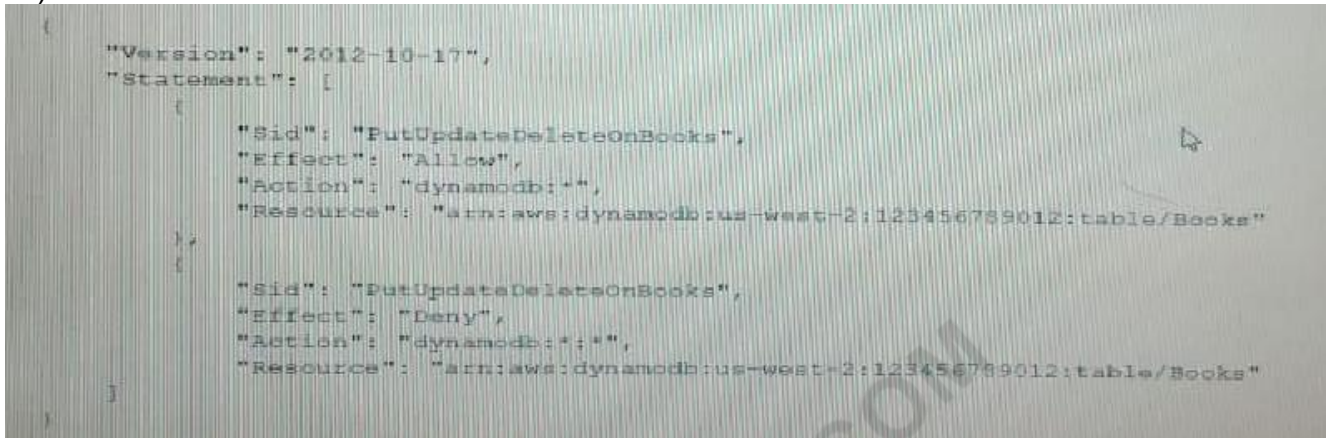 {
"Version": "2012-10-17",
"Statement": [
{
"Sid": "PutUpdateDeleteOnBooks",
"Effect": "Allow",
"Action": "dynamodb:*",
"Resource": "arn:aws:dynamodb:us-west-2:123456789012:table/Books"
},
{
"Sid": "PutUpdateDeleteOnBooks",
"Effect": "Deny",
"Action": "dynamodb:*:*",
"Resource": "arn:aws:dynamodb:us-west-2:123456789012:table/Books"
]
}
COM